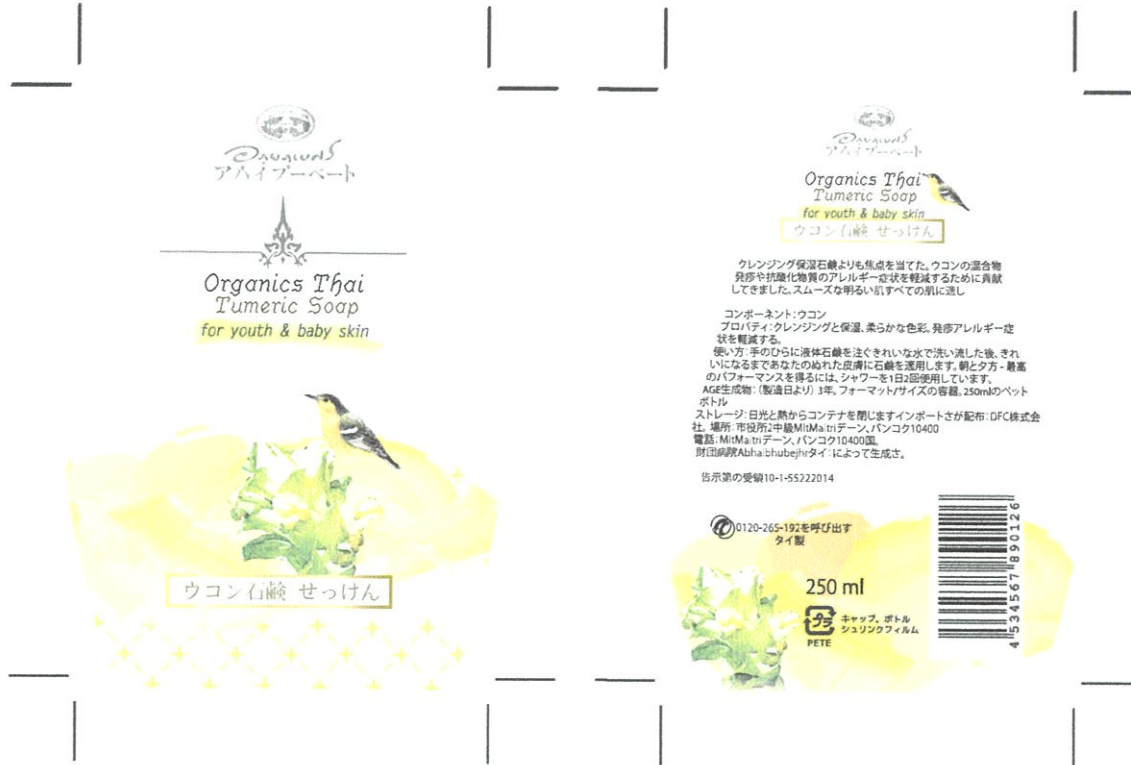 アハイブーベート
Organics Thai
Tumeric Soap
for youth & baby skin
ウコン石鹸 せっけん
アハイブーベート
Organics Thai
Tumeric Soap
for youth & baby skin
ウコン石鹸 せっけん
クレンジング保湿石鹸よりも焦点を当てた。ウコンの混合物
発疹や抗酸化物質のアレルギー症状を軽減するために貢献
してきました。スムーズな明るい肌すべての肌に適し
コンポーネント:ウコン
プロパティ:クレンジングと保湿、柔らかな色彩。発疹アレルギー症
状を軽減する。
使い方:手のひらに液体石鹸を注ぐきれいな水で洗い流した後、きれ
いになるまであなたのぬれた皮膚に石鹸を適用します。朝と夕方 - 最高
のパフォーマンスを得るには、シャワーを1日2回使用しています。
AGE生成物:(製造日より) 3年。フォーマット/サイズの容器。250mlのペット
ボトル
ストレージ:日光と熱からコンテナを閉じますインポートさが配布:DFC株式会
社。場所:市役所2中級MitMaitriデーン、バンコク10400
電話:MitMaitriデーン、バンコク10400国。
財団病院Abhaibhubejhrタイ:によって生成さ。
告示第の受領10-1-55222014
0120-265-192を呼び出す
タイ製
250 ml
プラ
キャップ、ボトル
シュリンクフィルム
PETE
4 534567 890126